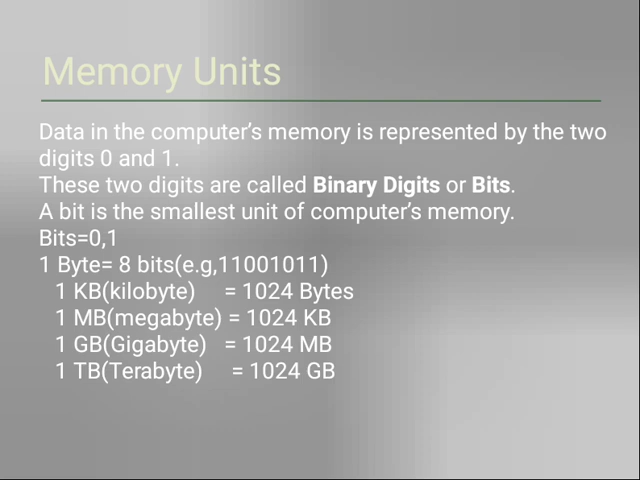 Memory Units
Data in the computer's memory is represented by the two
digits 0 and 1.
These two digits are called Binary Digits or Bits.
A bit is the smallest unit of computer's memory.
Bits=0,1
1 Byte= 8 bits(e.g,11001011)
1 KB(kilobyte) = 1024 Bytes
1 MB(megabyte) = 1024 KB
1 GB(Gigabyte) = 1024 MB
1 TB(Terabyte) = 1024 GB